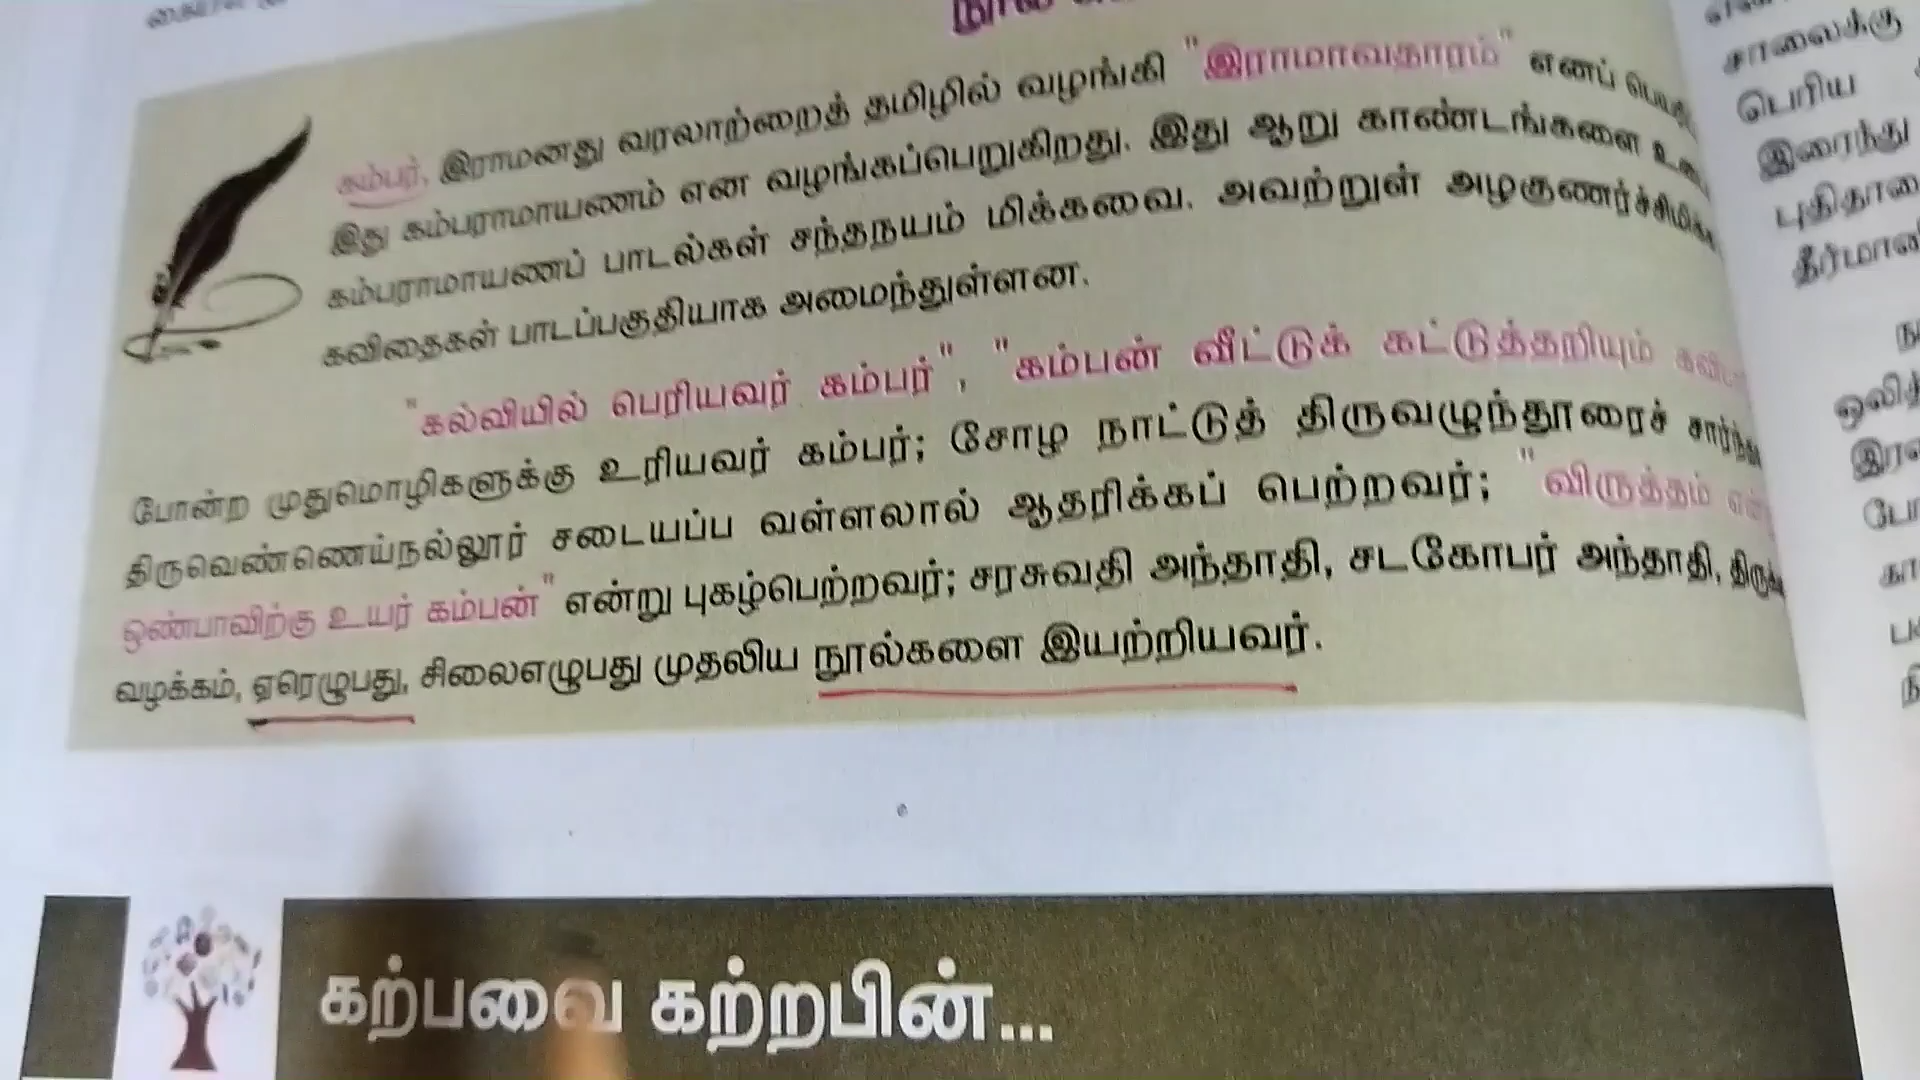 நூல்
கம்பர், இராமனது வரலாற்றைத் தமிழில் வழங்கி "இராமாவதாரம்" எனப்
இது கம்பராமாயணம் என வழங்கப்பெறுகிறது. இது ஆறு காண்டங்களை
கம்பராமாயணப் பாடல்கள் சந்தநயம் மிக்கவை. அவற்றுள் அழகுணர்ச்சிமிக்க
கவிதைகள் பாடப்பகுதியாக அமைந்துள்ளன.
"கல்வியில் பெரியவர் கம்பர்", "கம்பன் வீட்டுக் கட்டுத்தறியும்
போன்ற முதுமொழிகளுக்கு உரியவர் கம்பர்; சோழ நாட்டுத் திருவழுந்தூரைச்
திருவெண்ணெய்நல்லூர் சடையப்ப வள்ளலால் ஆதரிக்கப் பெற்றவர்; "விருத்தம்
ஒண்பாவிற்கு உயர் கம்பன்" என்று புகழ்பெற்றவர்; சரசுவதி அந்தாதி, சடகோபர் அந்தாதி,
வழக்கம், ஏரெழுபது, சிலைஎழுபது முதலிய நூல்களை இயற்றியவர்.
கற்பவை கற்றபின்...
சாலைக்கு
பெரிய
இரைந்து